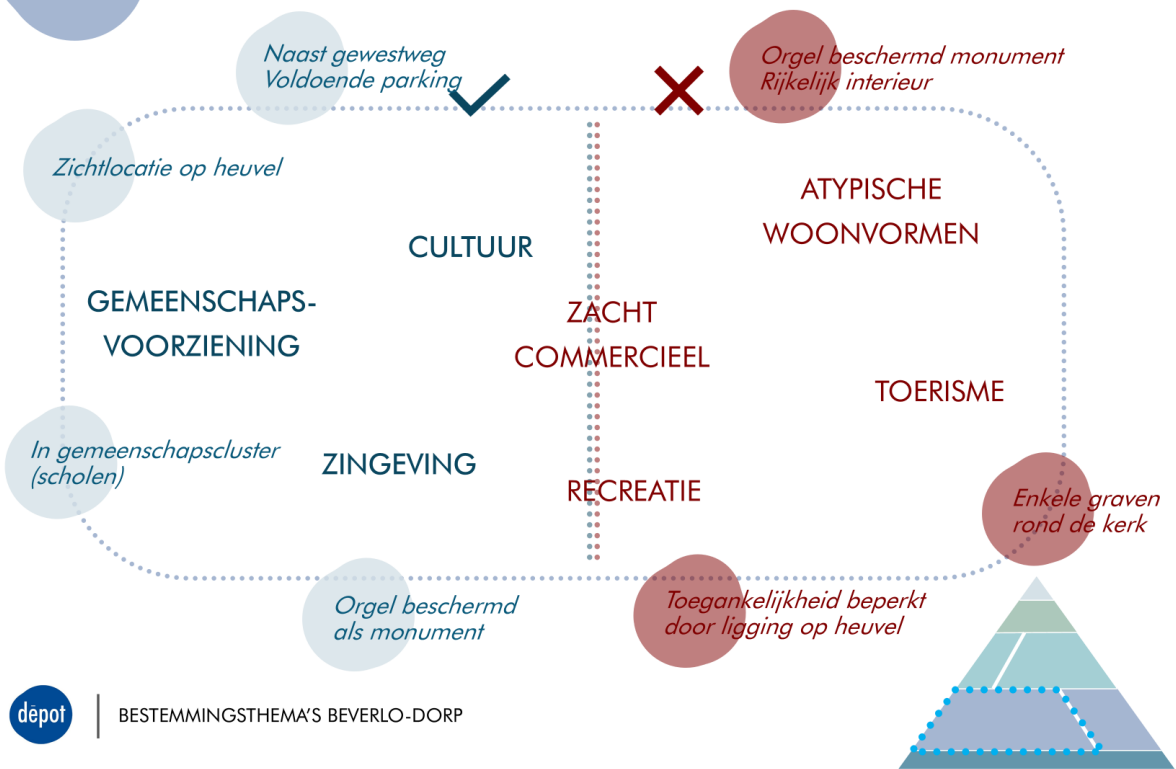 Naast gewestweg
Voldoende parking
Orgel beschermd monument
Rijkelijk interieur
Zichtlocatie op heuvel
ATYPISCHE
WOONVORMEN
CULTUUR
GEMEENSCHAPS-
VOORZIENING
ZACHT
COMMERCIEEL
TOERISME
In gemeenschapscluster
(scholen)
ZINGEVING
RECREATIE
Enkele graven
rond de kerk
Orgel beschermd
als monument
Toegankelijkheid beperkt
door ligging op heuvel
dēpot
BESTEMMINGSTHEMA'S BEVERLO-DORP